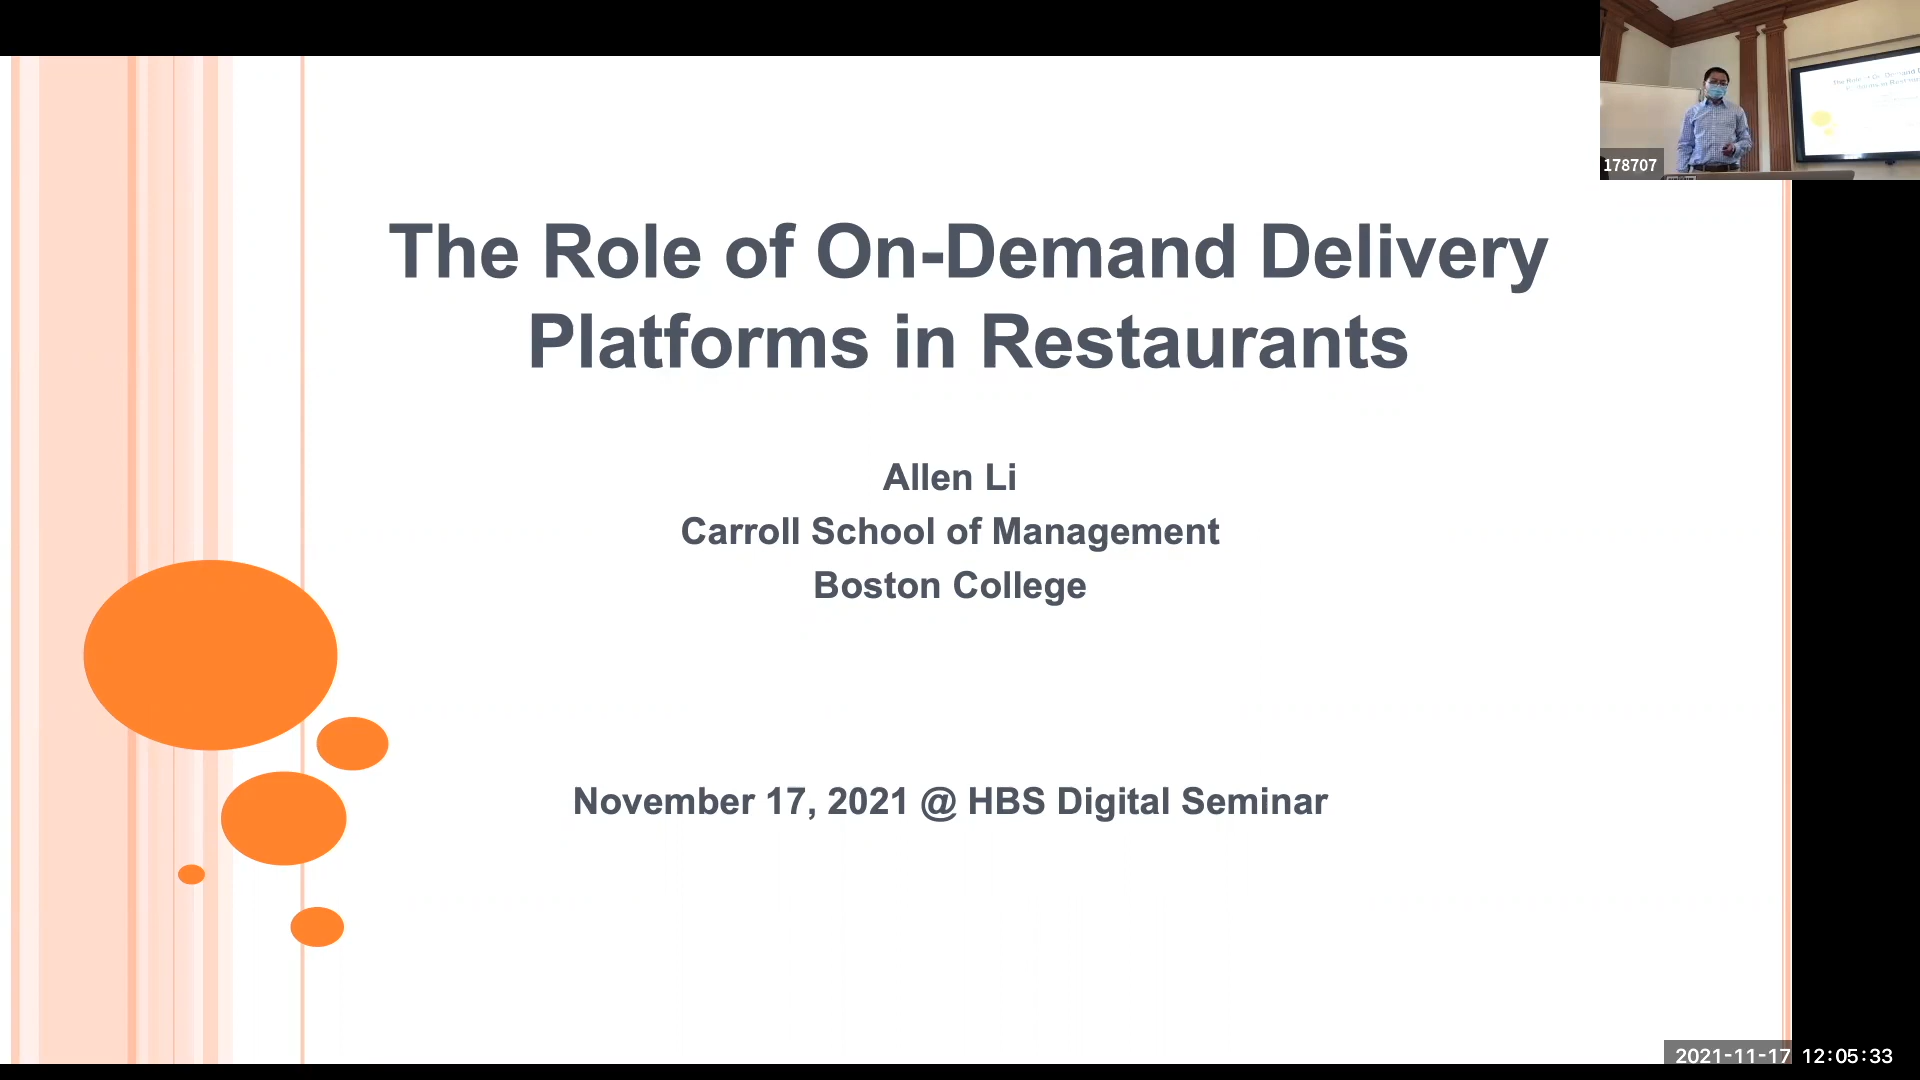 The Role of On-Demand Delivery
Platforms in Restaurants
Allen Li
Carroll School of Management
Boston College
November 17, 2021 @ HBS Digital Seminar
178707
2021-11-17 12:05:33